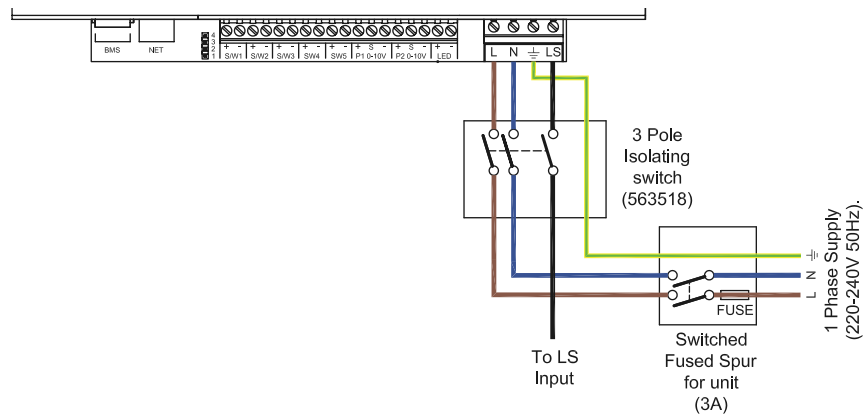 4
3
2
1
BMS
NET
+ - + - + - + - + - + S - + S - + -
S/W1 S/W2 S/W3 SW4 SW5 P1 0-10V P2 0-10V LED
L N LS
3 Pole
Isolating
switch
(563518)
1 Phase Supply
(220-240V 50Hz).
N
L
FUSE
To LS
Input
Switched
Fused Spur
for unit
(3A)